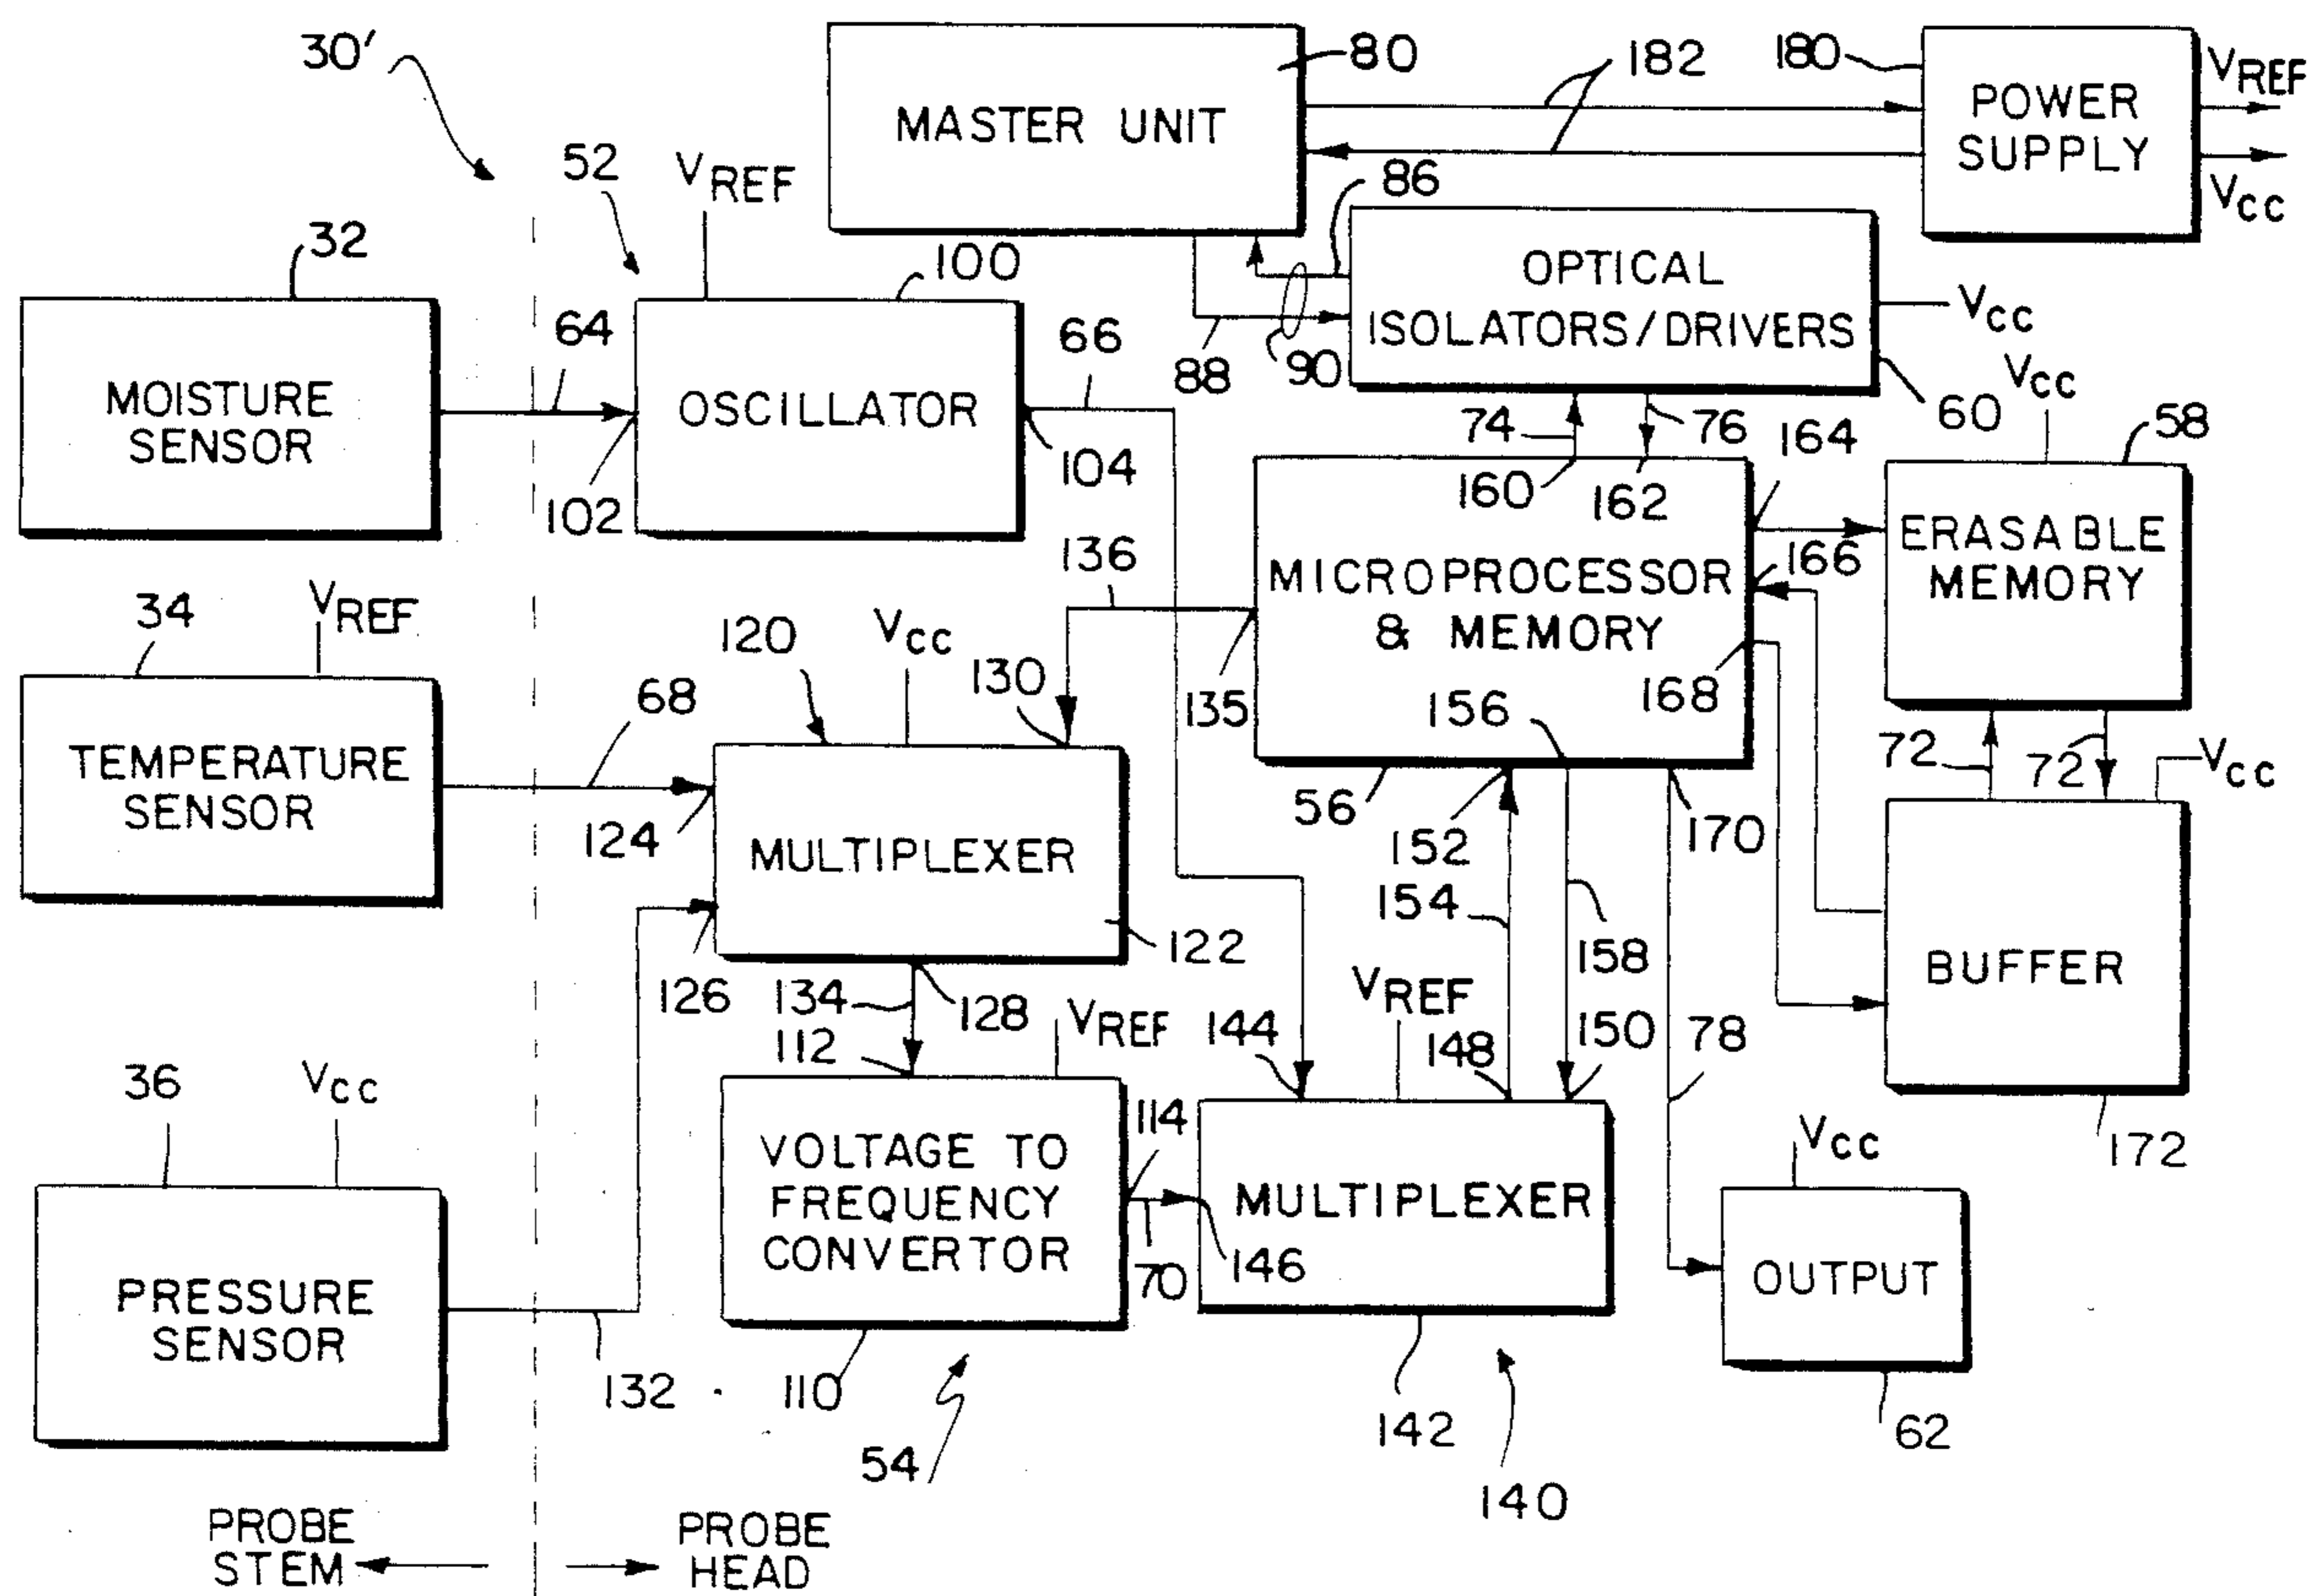 30'
80
MASTER UNIT
182
180
POWER
SUPPLY
VREF
VCC
52
VREF
86
32
100
OPTICAL
ISOLATORS/DRIVERS
VCC
64
66
88
90
60
VCC
MOISTURE
SENSOR
102
OSCILLATOR
104
74
76
164
58
160
162
ERASABLE
MEMORY
136
166
MICROPROCESSOR
& MEMORY
34
VREF
120
VCC
130
135
168
156
68
72
72
VCC
TEMPERATURE
SENSOR
124
MULTIPLEXER
56
152
170
154
158
122
BUFFER
126
134
128
VREF
VREF
112
144
148
150
78
36
VCC
114
172
VOLTAGE TO
FREQUENCY
CONVERTOR
MULTIPLEXER
VCC
70
146
OUTPUT
PRESSURE
SENSOR
132
110
54
142
62
140
PROBE
STEM
PROBE
HEAD